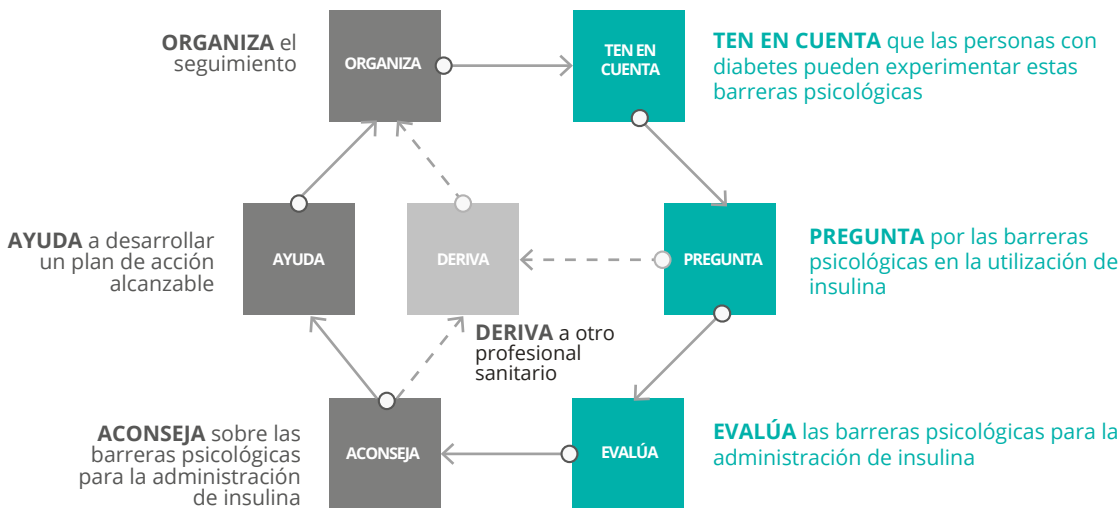 ORGANIZA el
seguimiento
ORGANIZA
TEN EN
CUENTA
TEN EN CUENTA que las personas con
diabetes pueden experimentar estas
barreras psicológicas
AYUDA a desarrollar
un plan de acción
alcanzable
AYUDA
DERIVA
PREGUNTA
PREGUNTA por las barreras
psicológicas en la utilización de
insulina
DERIVA a otro
profesional
sanitario
ACONSEJA sobre las
barreras psicológicas
para la administración
de insulina
ACONSEJA
EVALÚA
EVALÚA las barreras psicológicas para la
administración de insulina